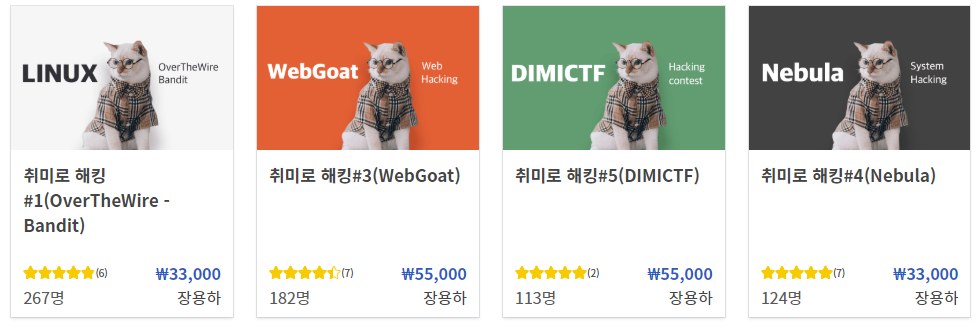 LINUX
OverTheWire
Bandit
취미로 해킹
#1(OverTheWire -
Bandit)
(6)
₩33,000
267명
장용하
WebGoat
Web
Hacking
취미로 해킹#3(WebGoat)
(7)
₩55,000
182명
장용하
DIMICTF
Hacking
contest
취미로 해킹#5(DIMICTF)
(2)
₩55,000
113명
장용하
Nebula
System
Hacking
취미로 해킹#4(Nebula)
(7)
₩33,000
124명
장용하